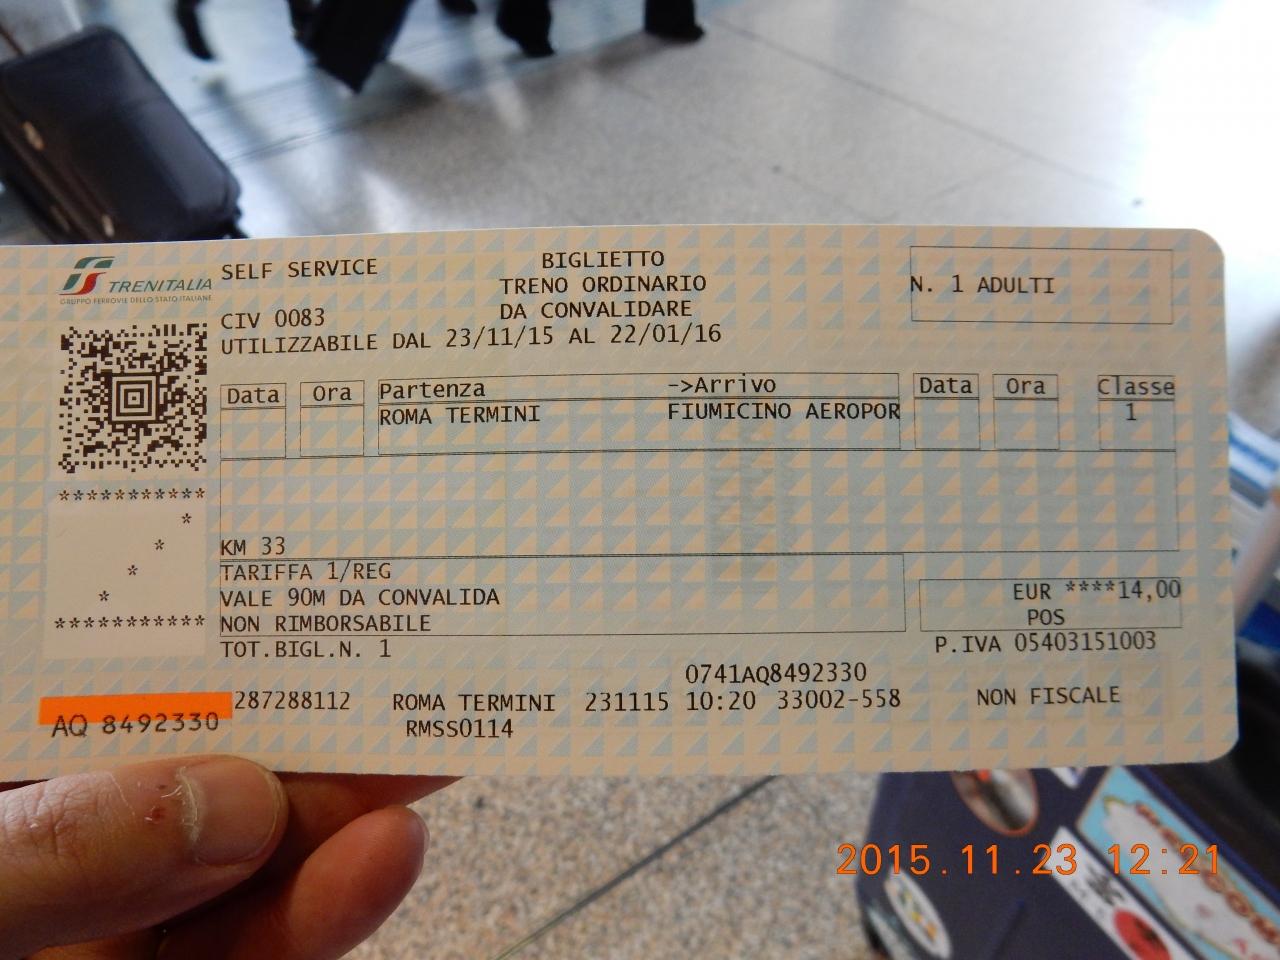 TRENITALIA
GRUPPO FERROVIE DELLO STATO ITALIANE
SELF SERVICE
BIGLIETTO
TRENO ORDINARIO
DA CONVALIDARE
N. 1 ADULTI
CIV 0083
UTILIZZABILE DAL 23/11/15 AL 22/01/16
Data Ora Partenza ->Arrivo Data Ora Classe
ROMA TERMINI FIUMICINO AEROPOR 1
***********
*
*
*
*
***********
KM 33
TARIFFA 1/REG
VALE 90M DA CONVALIDA
NON RIMBORSABILE
TOT.BIGL.N. 1
EUR ****14,00
POS
P.IVA 05403151003
0741AQ8492330
287288112 ROMA TERMINI 231115 10:20 33002-558 NON FISCALE
AQ 8492330
RMSS0114
2015.11.23 12:21